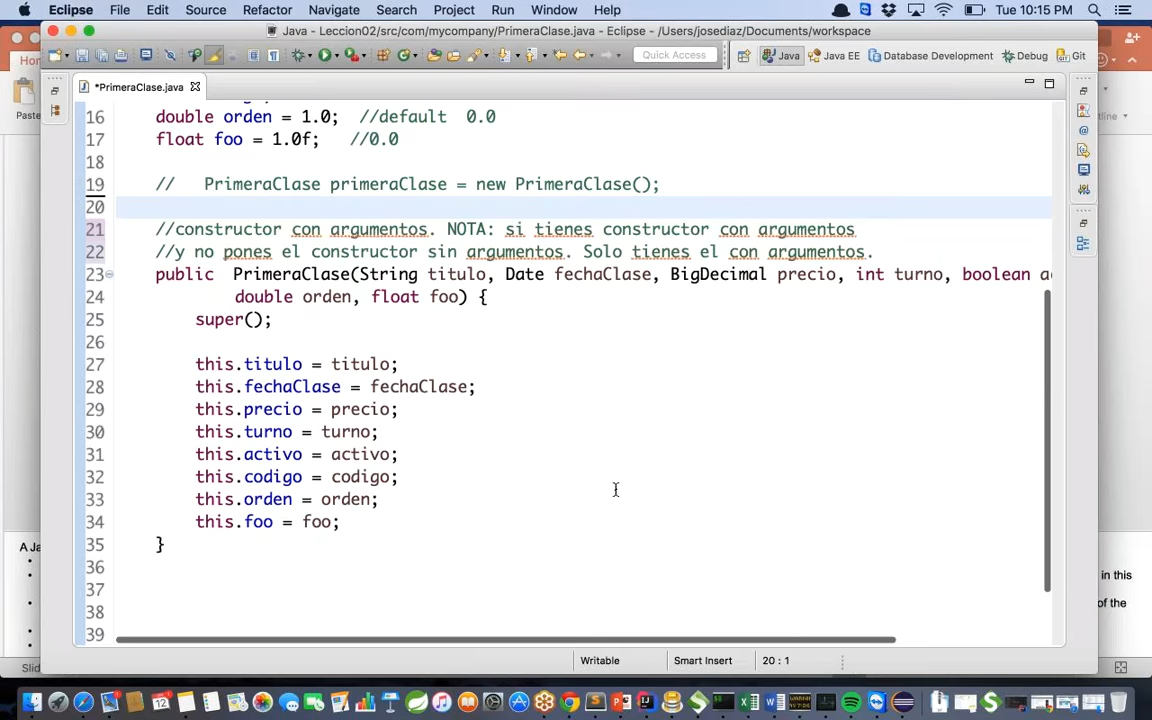 Eclipse File Edit Source Refactor Navigate Search Project Run Window Help Tue 10:15 PM
Java - Leccion02/src/com/mycompany/PrimeraClase.java - Eclipse - /Users/josediaz/Documents/workspace
Quick Access Java Java EE Database Development Debug Git
*PrimeraClase.java
Paste
16 double orden = 1.0; //default 0.0
17 float foo = 1.0f; //0.0
18
19 // PrimeraClase primeraClase = new PrimeraClase();
20
21 //constructor con argumentos. NOTA: si tienes constructor con argumentos
22 //y no pones el constructor sin argumentos. Solo tienes el con argumentos.
23 public PrimeraClase(String titulo, Date fechaClase, BigDecimal precio, int turno, boolean
24 double orden, float foo) {
25 super();
26
27 this.titulo = titulo;
28 this.fechaClase = fechaClase;
29 this.precio = precio;
30 this.turno = turno;
31 this.activo = activo;
32 this.codigo = codigo;
33 this.orden = orden;
34 this.foo = foo;
35 }
36
37
38
39
A Ja
in this
of the
Writable Smart Insert 20 : 1
Slid